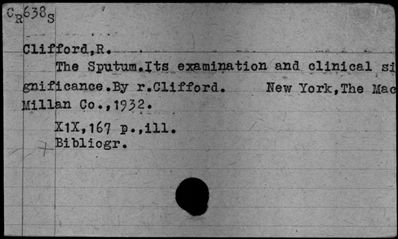 CR638S
Clifford,R.
The Sputum.Its examination and clinical si
gnificance.By r.Clifford. New York,The Mac
Millan Co.,1932.
X1X,167 p.,ill.
Bibliogr.